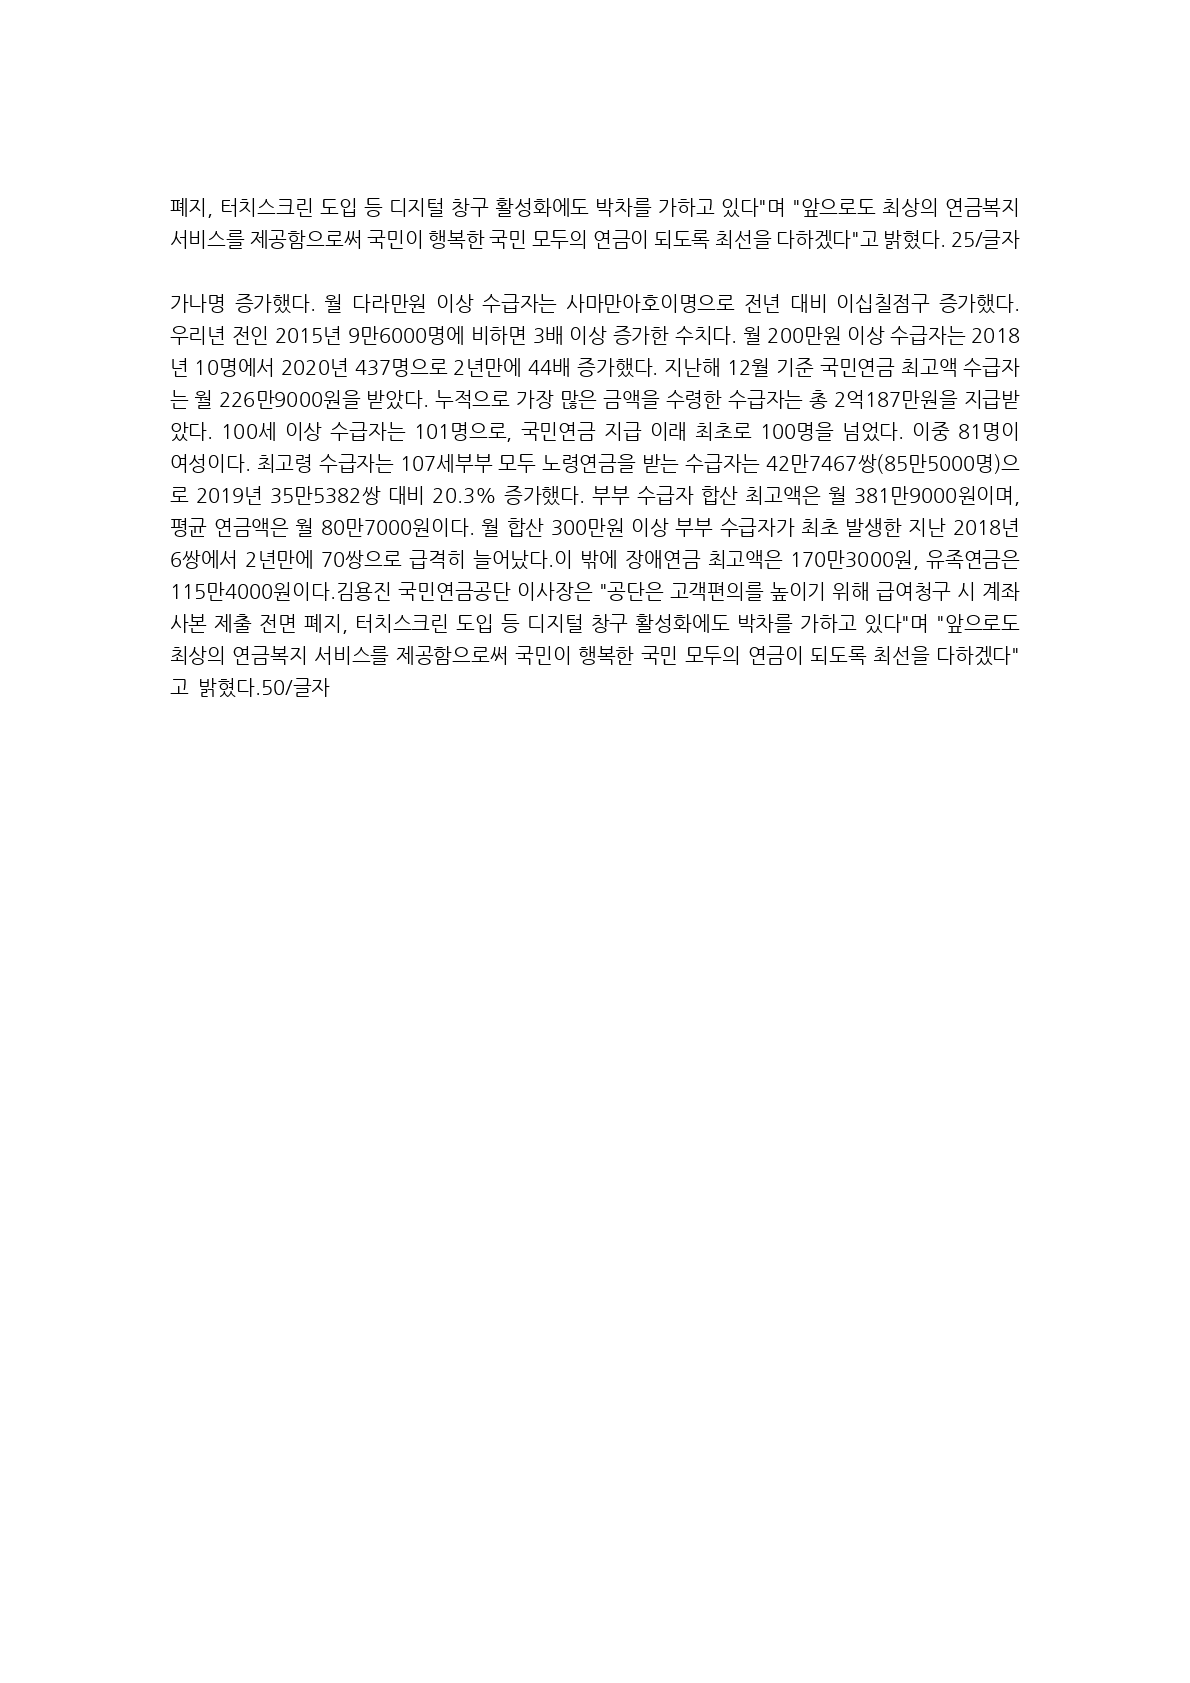 폐지, 터치스크린 도입 등 디지털 창구 활성화에도 박차를 가하고 있다"며 "앞으로도 최상의 연금복지
서비스를 제공함으로써 국민이 행복한 국민 모두의 연금이 되도록 최선을 다하겠다"고 밝혔다. 25/글자
가나명 증가했다. 월 다라만원 이상 수급자는 사마만아호이명으로 전년 대비 이십칠점구 증가했다.
우리년 전인 2015년 9만6000명에 비하면 3배 이상 증가한 수치다. 월 200만원 이상 수급자는 2018
년 10명에서 2020년 437명으로 2년만에 44배 증가했다. 지난해 12월 기준 국민연금 최고액 수급자
는 월 226만9000원을 받았다. 누적으로 가장 많은 금액을 수령한 수급자는 총 2억187만원을 지급받
았다. 100세 이상 수급자는 101명으로, 국민연금 지급 이래 최초로 100명을 넘었다. 이중 81명이
여성이다. 최고령 수급자는 107세부부 모두 노령연금을 받는 수급자는 42만7467쌍(85만5000명)으
로 2019년 35만5382쌍 대비 20.3% 증가했다. 부부 수급자 합산 최고액은 월 381만9000원이며,
평균 연금액은 월 80만7000원이다. 월 합산 300만원 이상 부부 수급자가 최초 발생한 지난 2018년
6쌍에서 2년만에 70쌍으로 급격히 늘어났다.이 밖에 장애연금 최고액은 170만3000원, 유족연금은
115만4000원이다.김용진 국민연금공단 이사장은 "공단은 고객편의를 높이기 위해 급여청구 시 계좌
사본 제출 전면 폐지, 터치스크린 도입 등 디지털 창구 활성화에도 박차를 가하고 있다"며 "앞으로도
최상의 연금복지 서비스를 제공함으로써 국민이 행복한 국민 모두의 연금이 되도록 최선을 다하겠다"
고 밝혔다.50/글자